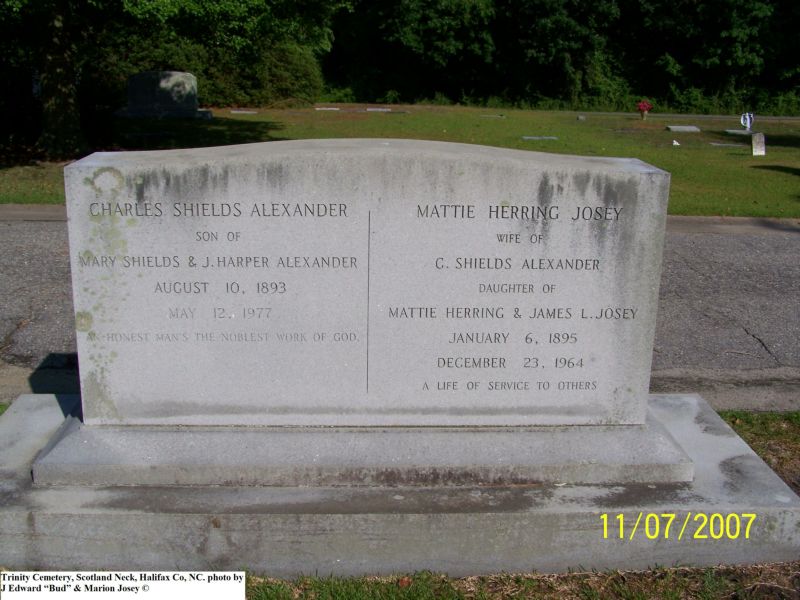 CHARLES SHIELDS ALEXANDER
SON OF
MARY SHIELDS & J. HARPER ALEXANDER
AUGUST 10, 1893
MAY 12, 1977
AN HONEST MAN'S THE NOBLEST WORK OF GOD.
MATTIE HERRING JOSEY
WIFE OF
C. SHIELDS ALEXANDER
DAUGHTER OF
MATTIE HERRING & JAMES L. JOSEY
JANUARY 6, 1895
DECEMBER 23, 1964
A LIFE OF SERVICE TO OTHERS
11/07/2007
Trinity Cemetery, Scotland Neck, Halifax Co, NC. photo by
J Edward “Bud” & Marion Josey ©